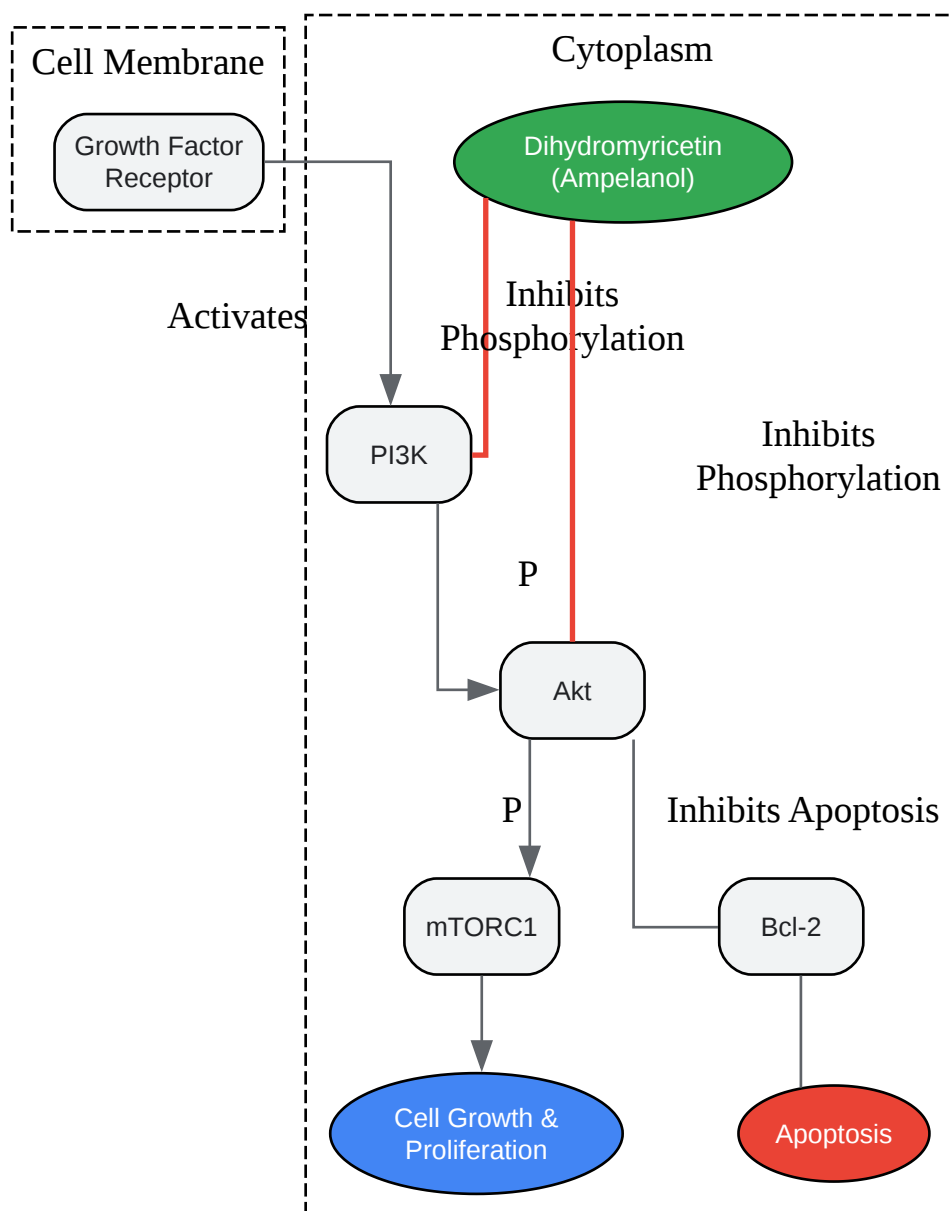 Cell Membrane
Growth Factor
Receptor
Cytoplasm
Dihydromyricetin
(Ampelanol)
Activates
Inhibits
Phosphorylation
PI3K
Inhibits
Phosphorylation
P
Akt
P
Inhibits Apoptosis
mTORC1
Bcl-2
Cell Growth &
Proliferation
Apoptosis